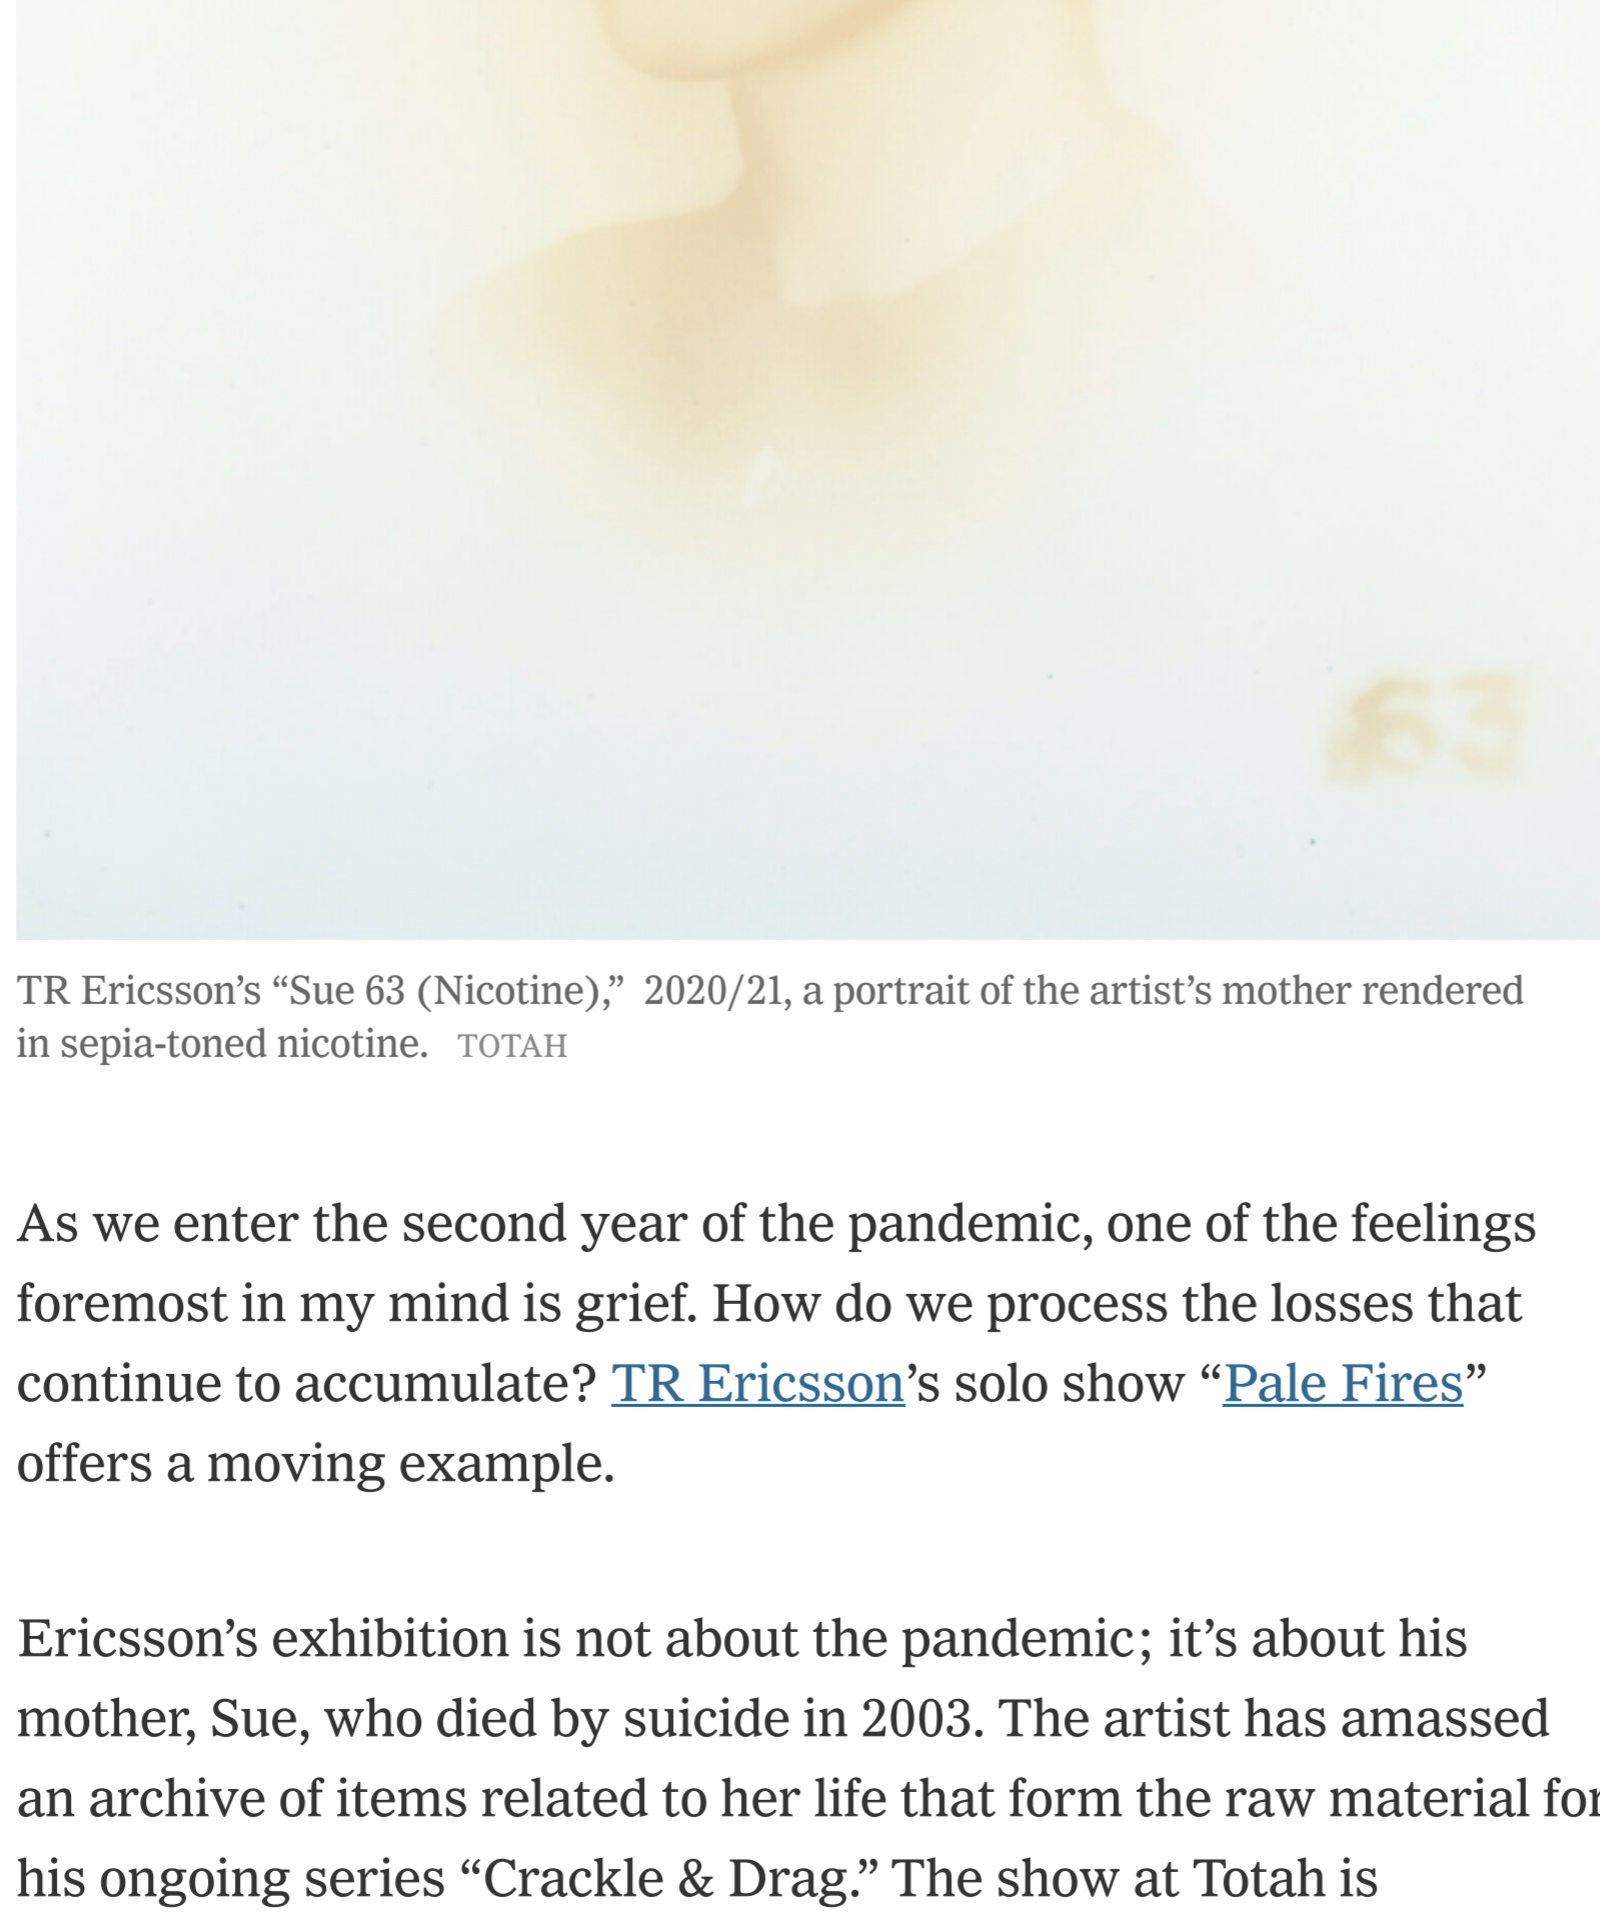 63
TR Ericsson’s “Sue 63 (Nicotine),” 2020/21, a portrait of the artist’s mother rendered
in sepia-toned nicotine. TOTAH
As we enter the second year of the pandemic, one of the feelings
foremost in my mind is grief. How do we process the losses that
continue to accumulate? TR Ericsson’s solo show “Pale Fires”
offers a moving example.
Ericsson’s exhibition is not about the pandemic; it’s about his
mother, Sue, who died by suicide in 2003. The artist has amassed
an archive of items related to her life that form the raw material for
his ongoing series “Crackle & Drag.” The show at Totah is